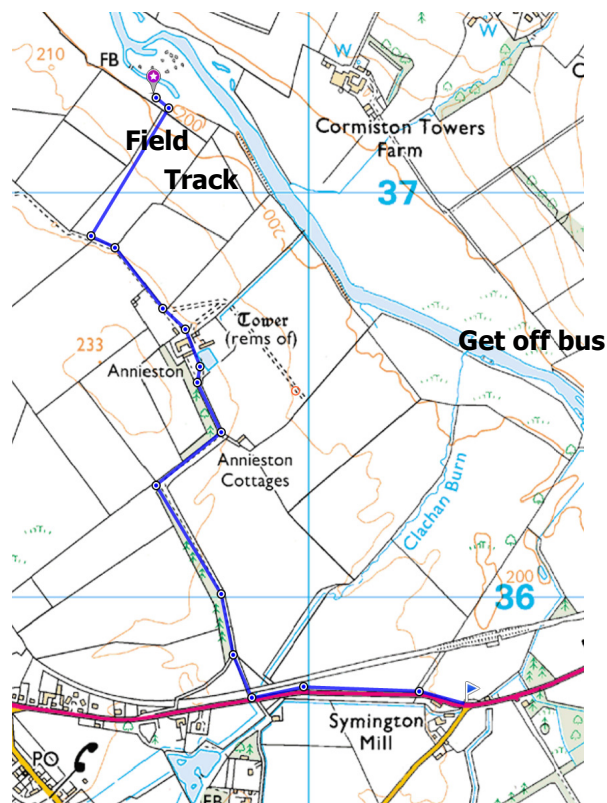 210
FB
W
W
200
Cormiston Towers
Farm
Field
Track
37
200
Tower
(rems of)
Get off bus
233
Annieston
Annieston
Cottages
Clachan Burn
200
36
Symington
Mill
PO
FB